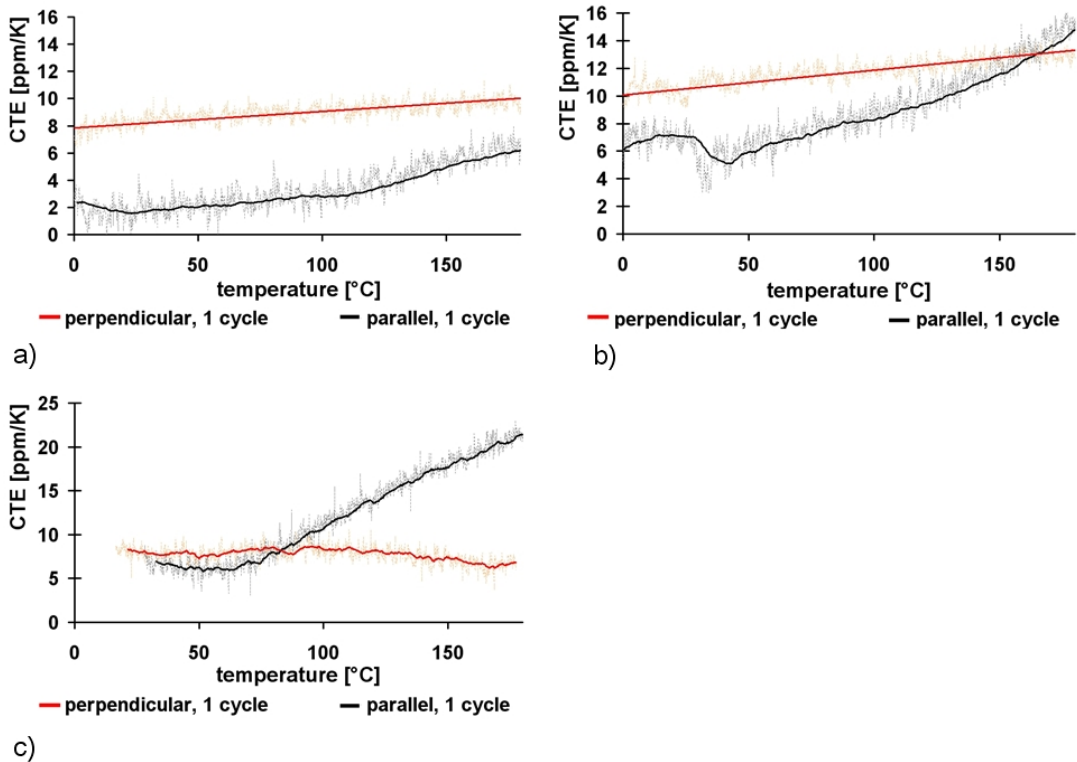 CTE [ppm/K]
16
14
12
10
8
6
4
2
0
0 50 100 150
temperature [°C]
perpendicular, 1 cycle parallel, 1 cycle
a)
CTE [ppm/K]
16
14
12
10
8
6
4
2
0
0 50 100 150
temperature [°C]
perpendicular, 1 cycle parallel, 1 cycle
b)
CTE [ppm/K]
25
20
15
10
5
0
0 50 100 150
temperature [°C]
perpendicular, 1 cycle parallel, 1 cycle
c)